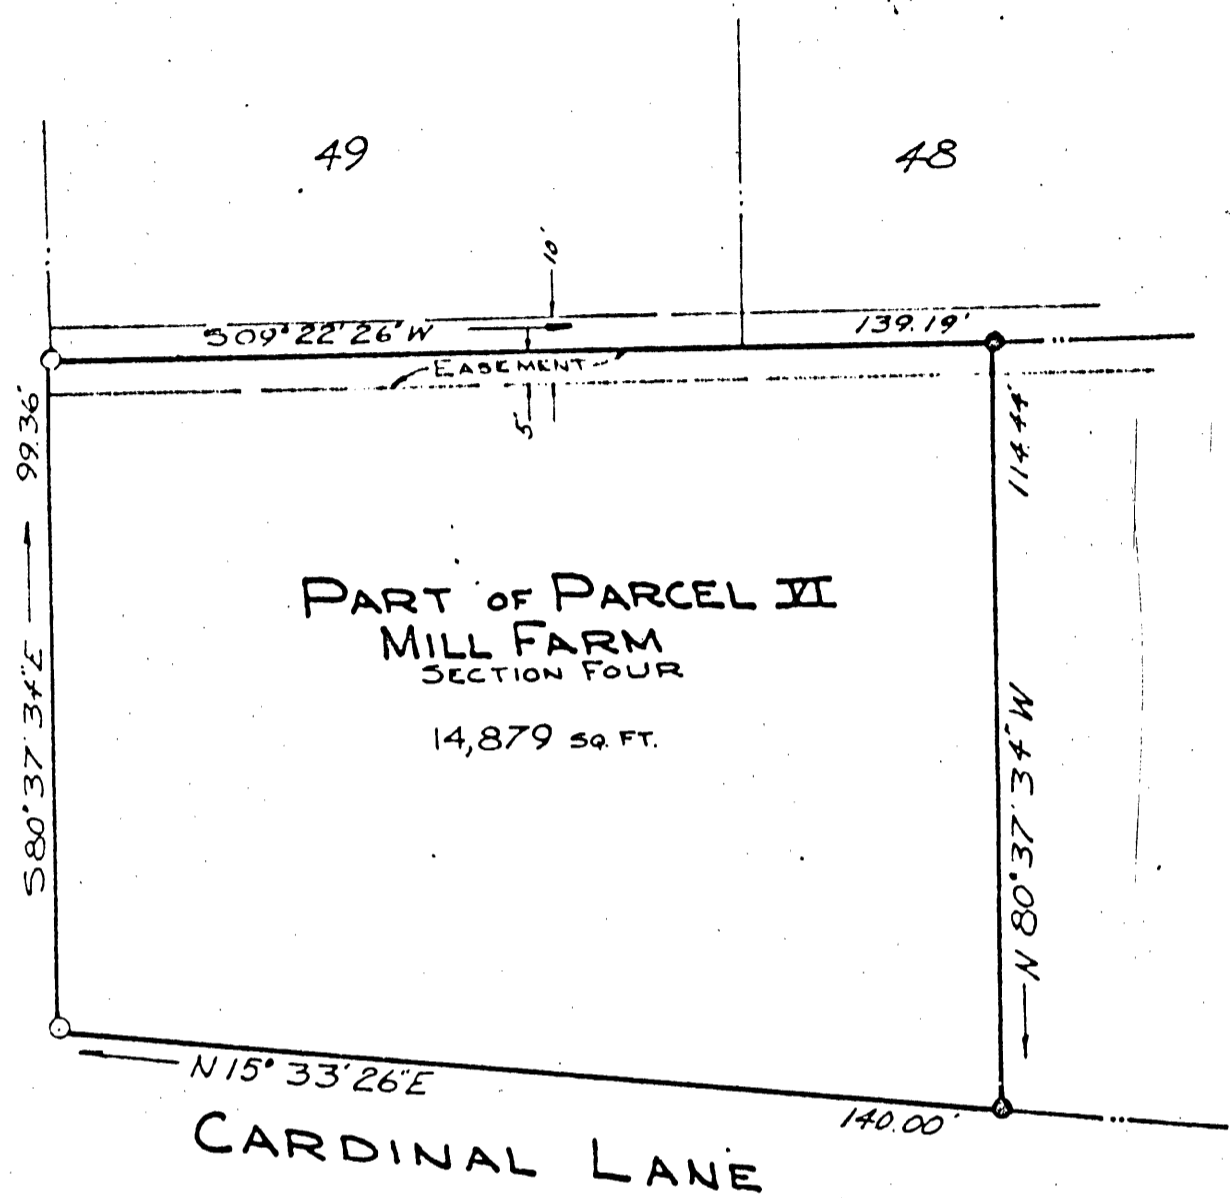 49
48
10'
S09°22'26"W
139.19'
EASEMENT
5'
99.36'
S80°37'34"E
114.44'
N 80°37'34"W
PART OF PARCEL VI
MILL FARM
SECTION FOUR
14,879 SQ. FT.
N15°33'26"E
140.00'
CARDINAL LANE